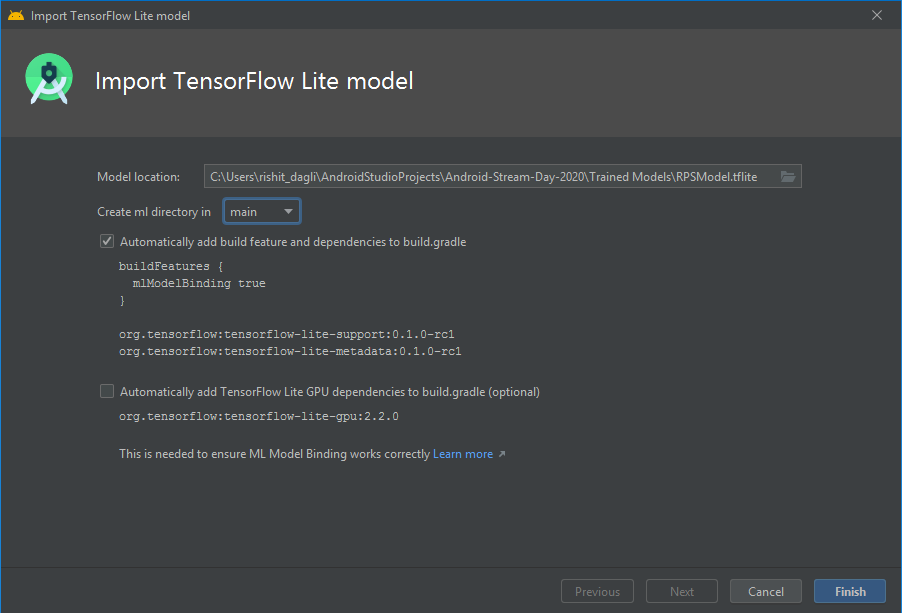 Import TensorFlow Lite model
Import TensorFlow Lite model
Model location: C:\Users\rishit_dagli\AndroidStudioProjects\Android-Stream-Day-2020\Trained Models\RPSModel.tflite
Create ml directory in main
Automatically add build feature and dependencies to build.gradle
buildFeatures {
mlModelBinding true
}
org.tensorflow:tensorflow-lite-support:0.1.0-rc1
org.tensorflow:tensorflow-lite-metadata:0.1.0-rc1
Automatically add TensorFlow Lite GPU dependencies to build.gradle (optional)
org.tensorflow:tensorflow-lite-gpu:2.2.0
This is needed to ensure ML Model Binding works correctly Learn more ↗
Previous Next Cancel Finish